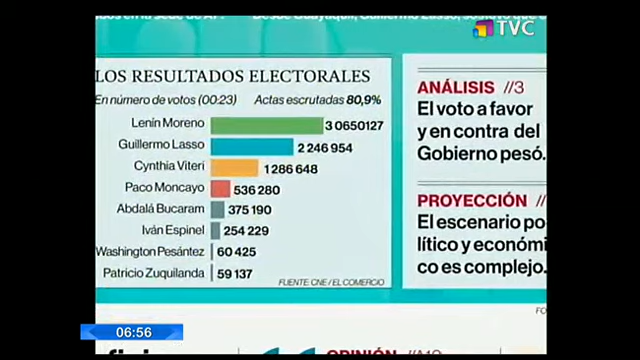 TVC
LOS RESULTADOS ELECTORALES
En número de votos (00:23) Actas escrutadas 80,9%
Lenín Moreno 3 0650127
Guillermo Lasso 2 246 954
Cynthia Viteri 1 286 648
Paco Moncayo 536 280
Abdalá Bucaram 375 190
Iván Espinel 254 229
Washington Pesántez 60 425
Patricio Zuquilanda 59 137
FUENTE: CNE / EL COMERCIO
ANÁLISIS //3
El voto a favor
y en contra del
Gobierno pesó.
PROYECCIÓN //
El escenario po-
lítico y económi
co es complejo.
FO
06:56
OPINIÓN //A10